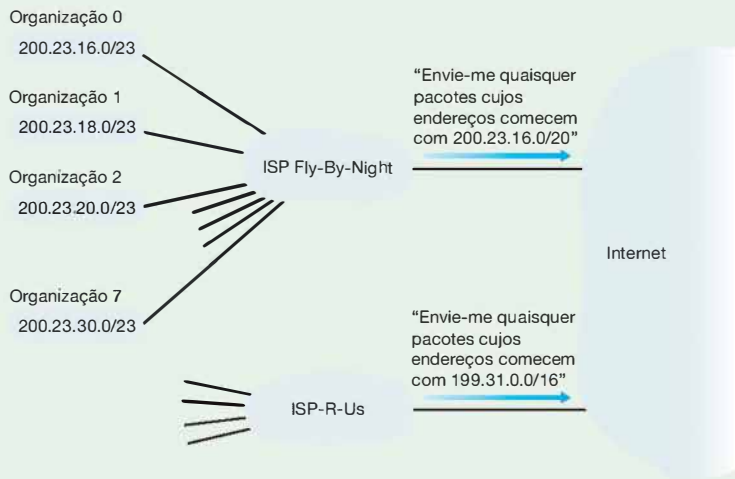 Organização 0
200.23.16.0/23
Organização 1
200.23.18.0/23
Organização 2
200.23.20.0/23
Organização 7
200.23.30.0/23
ISP Fly-By-Night
“Envie-me quaisquer
pacotes cujos
endereços comecem
com 200.23.16.0/20”
Internet
“Envie-me quaisquer
pacotes cujos
endereços comecem
com 199.31.0.0/16”
ISP-R-Us